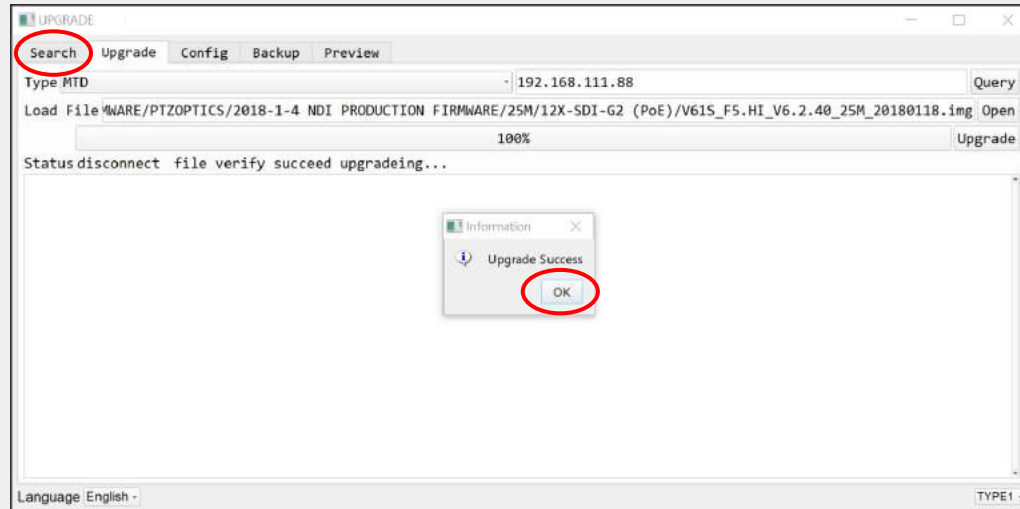 UPGRADE
Search Upgrade Config Backup Preview
Type MTD 192.168.111.88 Query
Load File MWARE/PTZOPTICS/2018-1-4 NDI PRODUCTION FIRMWARE/25M/12X-SDI-G2 (PoE)/V61S_F5.HI_V6.2.40_25M_20180118.img Open
100% Upgrade
Status disconnect file verify succeed upgradeing...
Information
Upgrade Success
OK
Language English TYPE1